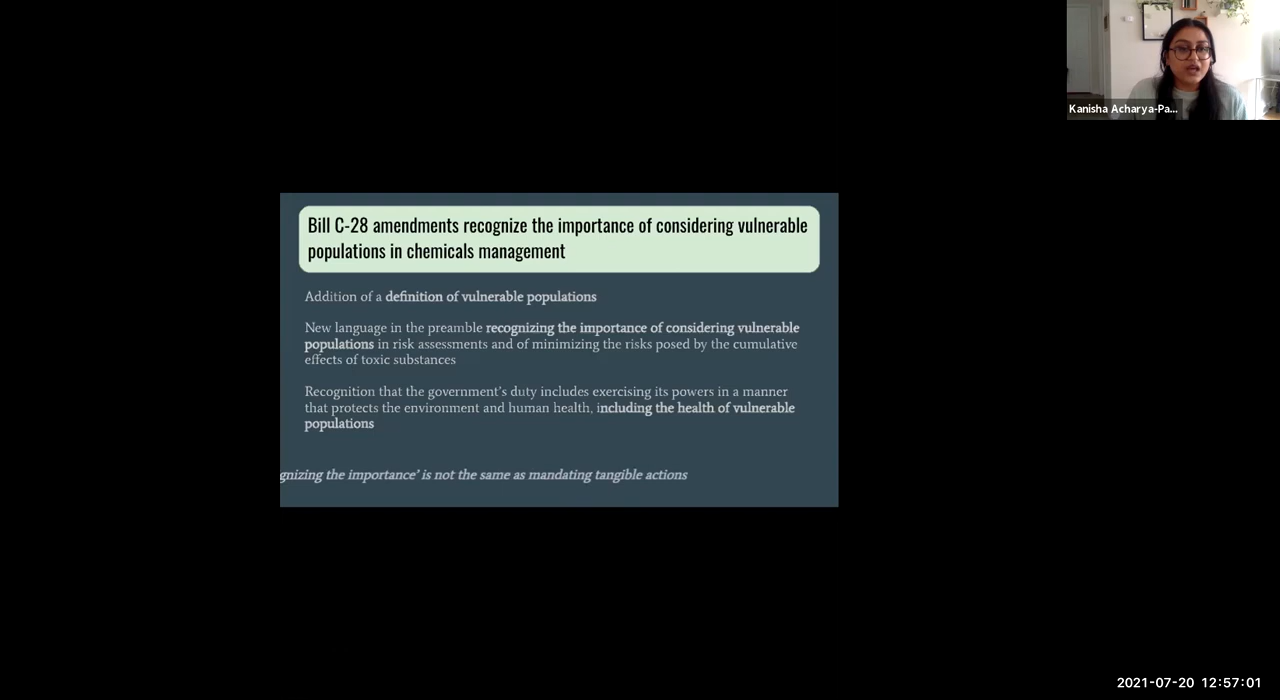 Kanisha Acharya-Pa...
Bill C-28 amendments recognize the importance of considering vulnerable
populations in chemicals management
Addition of a definition of vulnerable populations
New language in the preamble recognizing the importance of considering vulnerable
populations in risk assessments and of minimizing the risks posed by the cumulative
effects of toxic substances
Recognition that the government's duty includes exercising its powers in a manner
that protects the environment and human health, including the health of vulnerable
populations
gnizing the importance' is not the same as mandating tangible actions
2021-07-20 12:57:01